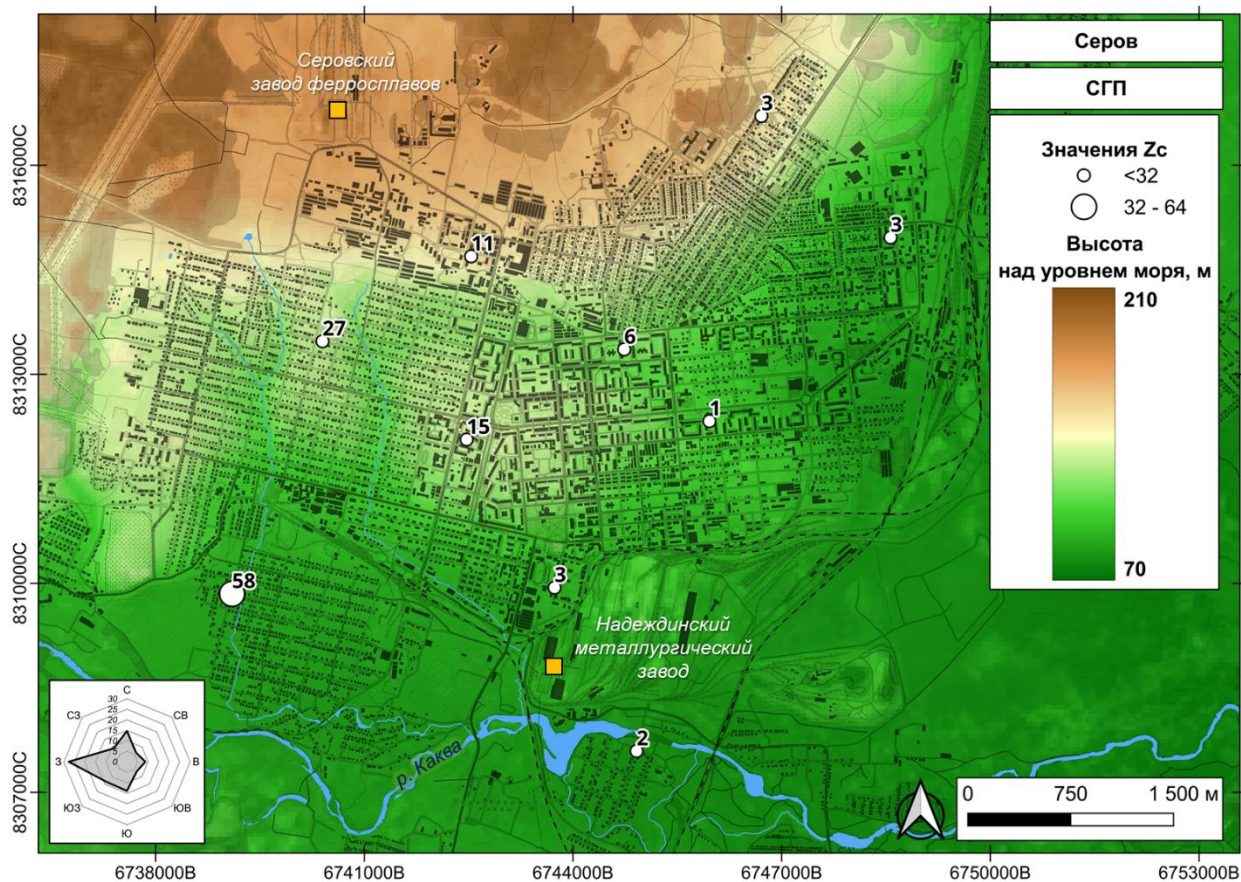 Серовский
завод ферросплавов
Серов
СГП
Значения Zc
<32
32 - 64
Высота
над уровнем моря, м
210
70
3
3
11
27
6
1
15
58
3
Надеждинский
металлургический
завод
2
р. Каква
С
СВ
В
ЮВ
Ю
ЮЗ
З
СЗ
30
25
20
15
10
5
0
0 750 1 500 м
8316000С
8313000С
8310000С
8307000С
6738000В 6741000В 6744000В 6747000В 6750000В 6753000В